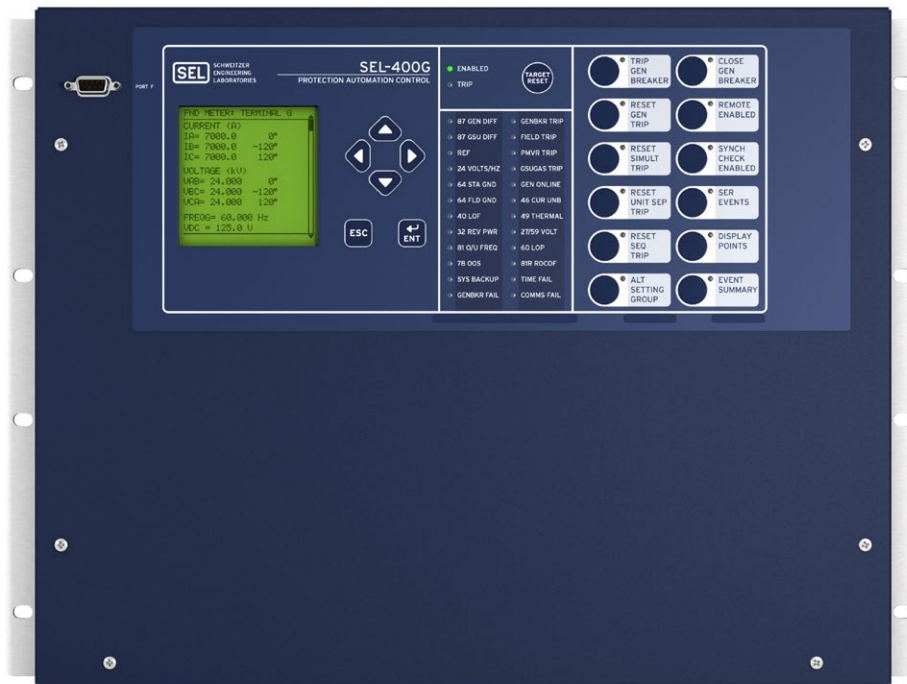 PORT F
SEL
SCHWEITZER
ENGINEERING
LABORATORIES
SEL-400G
PROTECTION AUTOMATION CONTROL
FND METER: TERMINAL G
CURRENT (A)
IA= 7000.0 0°
IB= 7000.0 -120°
IC= 7000.0 120°
VOLTAGE (kV)
VAB= 24.000 0°
VBC= 24.000 -120°
VCA= 24.000 120°
FREQG= 60.000 Hz
VDC = 125.0 V
ESC
ENT
ENABLED
TRIP
TARGET
RESET
87 GEN DIFF
87 GSU DIFF
REF
24 VOLTS/HZ
64 STA GND
64 FLD GND
40 LOF
32 REV PWR
81 O/U FREQ
78 OOS
SYS BACKUP
GENBKR FAIL
GENBKR TRIP
FIELD TRIP
PMVR TRIP
GSUGAS TRIP
GEN ONLINE
46 CUR UNB
49 THERMAL
27/59 VOLT
60 LOP
81R ROCOF
TIME FAIL
COMMS FAIL
TRIP
GEN
BREAKER
RESET
GEN
TRIP
RESET
SIMULT
TRIP
RESET
UNIT SEP
TRIP
RESET
SEQ
TRIP
ALT
SETTING
GROUP
CLOSE
GEN
BREAKER
REMOTE
ENABLED
SYNCH
CHECK
ENABLED
SER
EVENTS
DISPLAY
POINTS
EVENT
SUMMARY